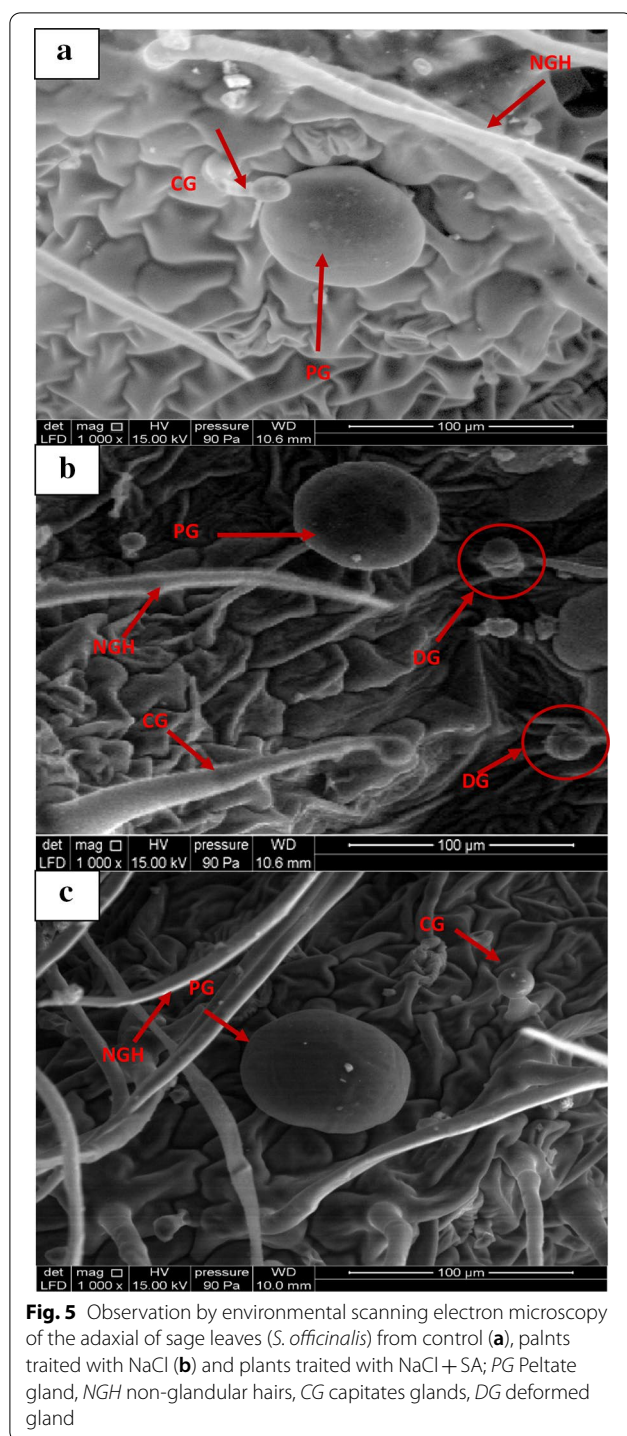 a
NGH
CG
PG
det mag □ HV pressure WD
LFD 1 000 x 15.00 kV 90 Pa 10.6 mm 100 µm
b
PG
NGH
DG
CG
DG
det mag □ HV pressure WD
LFD 1 000 x 15.00 kV 90 Pa 10.6 mm 100 µm
c
CG
PG
NGH
det mag □ HV pressure WD
LFD 1 000 x 15.00 kV 90 Pa 10.0 mm 100 µm
Fig. 5 Observation by environmental scanning electron microscopy
of the adaxial of sage leaves (S. officinalis) from control (a), palnts
traited with NaCl (b) and plants traited with NaCl + SA; PG Peltate
gland, NGH non-glandular hairs, CG capitates glands, DG deformed
gland